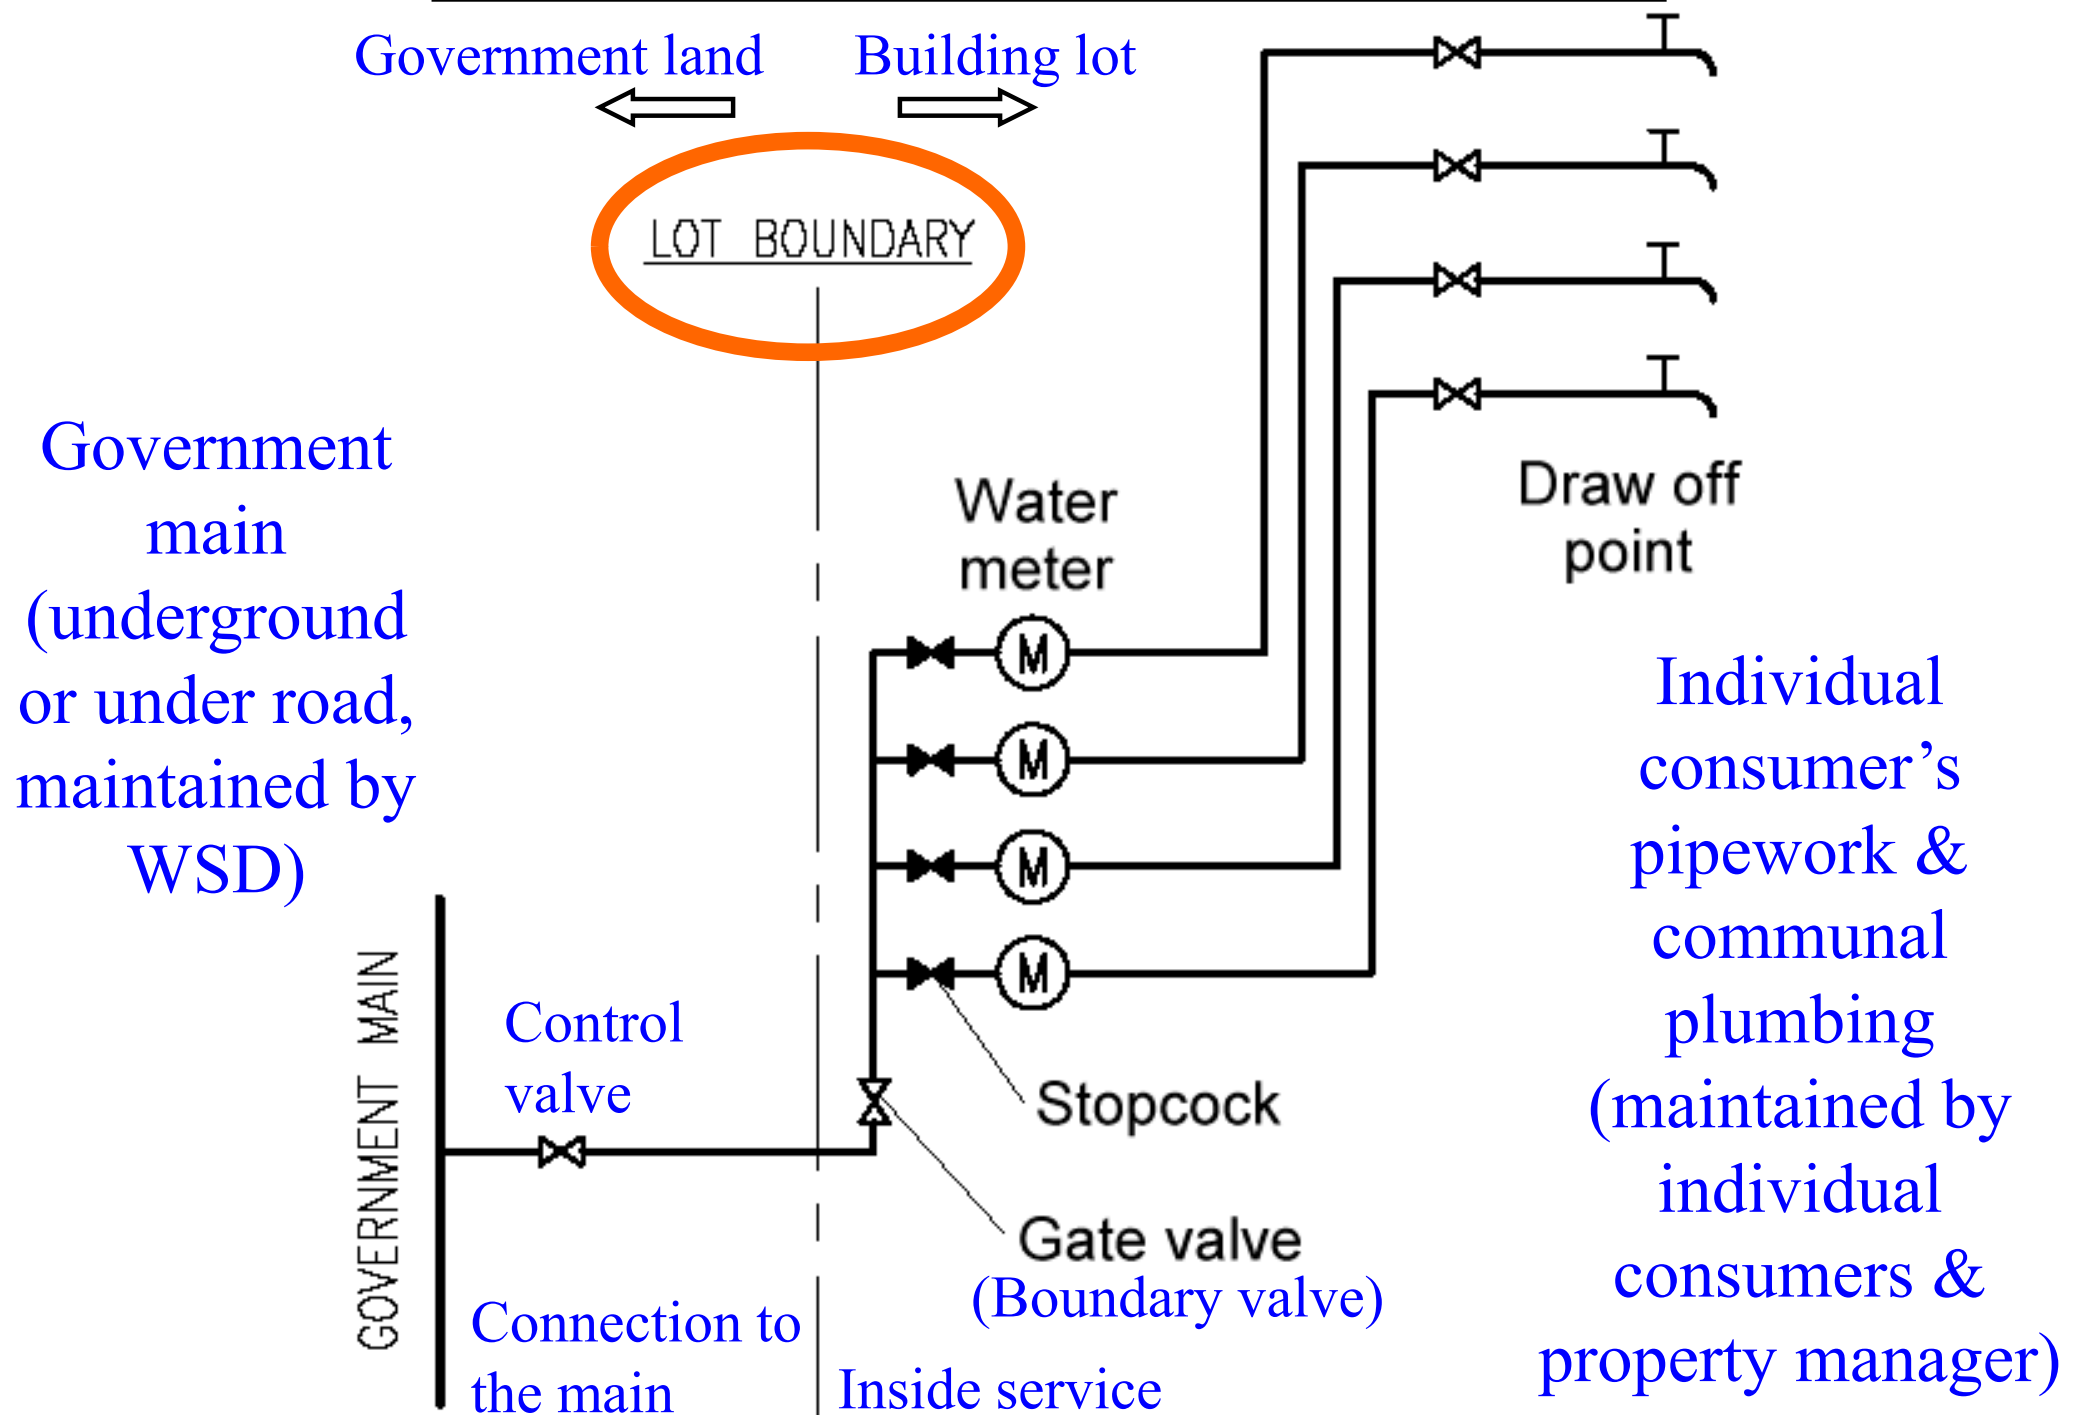 Government land
Building lot
LOT BOUNDARY
Government
main
(underground
or under road,
maintained by
WSD)
Water
meter
Draw off
point
M
M
M
M
Individual
consumer’s
pipework &
communal
plumbing
(maintained by
individual
consumers &
property manager)
GOVERNMENT MAIN
Control
valve
Stopcock
Gate valve
(Boundary valve)
Connection to
the main
Inside service